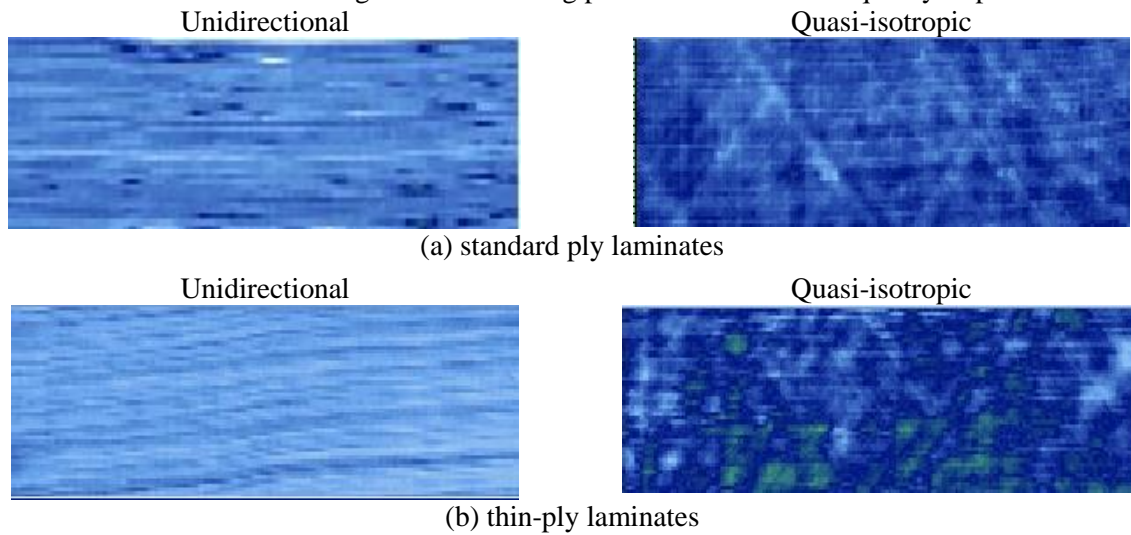 Unidirectional Quasi-isotropic
(a) standard ply laminates
Unidirectional Quasi-isotropic
(b) thin-ply laminates